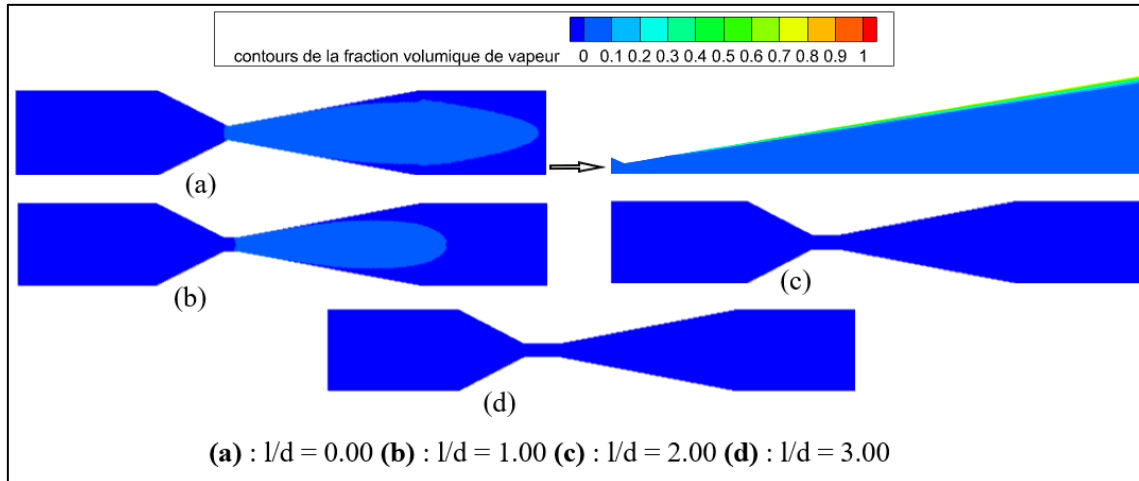 contours de la fraction volumique de vapeur
0 0.1 0.2 0.3 0.4 0.5 0.6 0.7 0.8 0.9 1
(a)
(b)
(c)
(d)
(a) : l/d = 0.00 (b) : l/d = 1.00 (c) : l/d = 2.00 (d) : l/d = 3.00